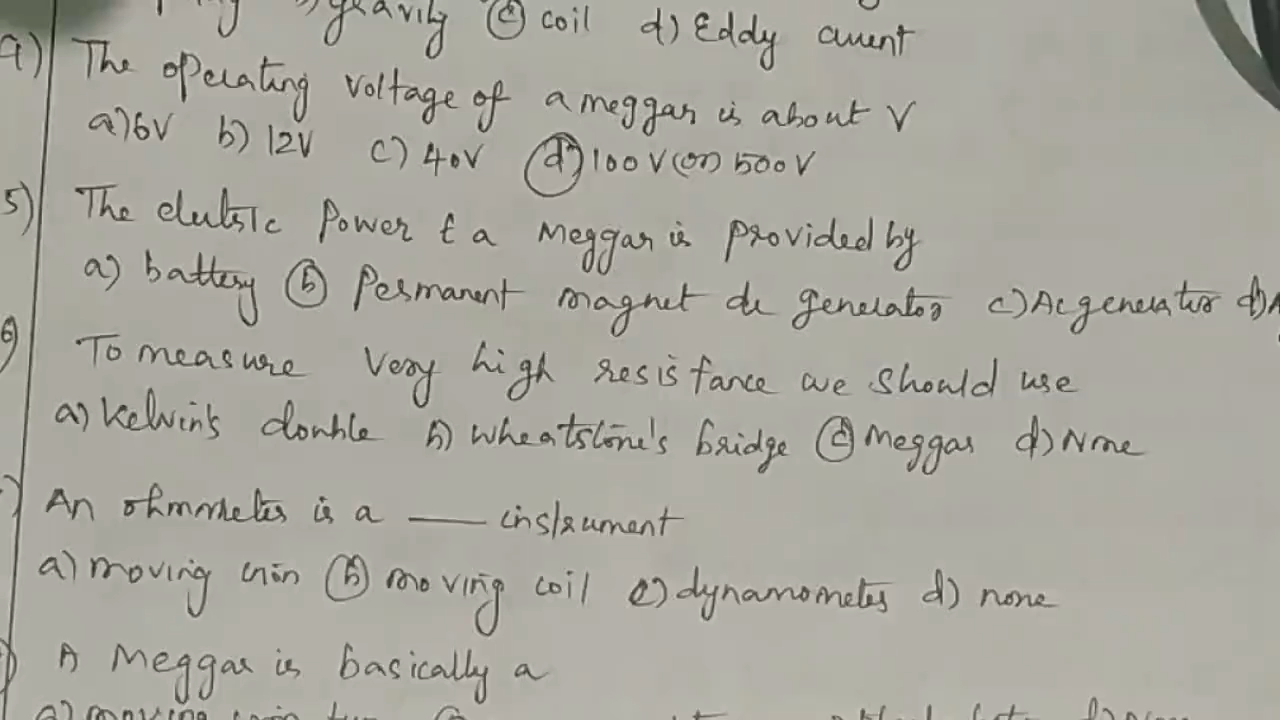 gravity c) coil d) Eddy current
4) The operating voltage of a meggar is about V
a) 6V b) 12V c) 40V d) 100V (or) 500V
5) The electric Power t a Meggar is provided by
a) battery b) Permanent magnet dc generator c) Ac generator d)
6) To measure very high resistance we should use
a) Kelvin's double b) Wheatstone's bridge c) Meggar d) None
) An ohmmeter is a ___ instrument
a) moving iron b) moving coil c) dynamometer d) none
) A Meggar is basically a
a) moving iron